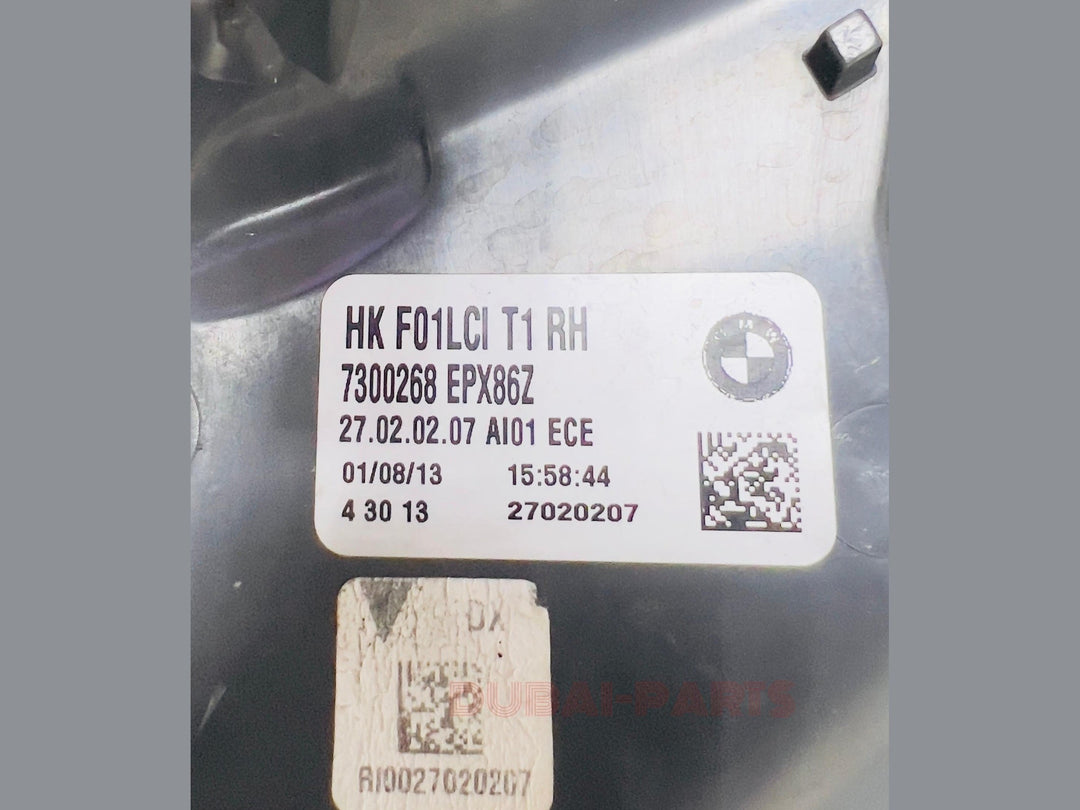 HK F01LCI T1 RH
7300268 EPX86Z
27.02.02.07 AI01 ECE
01/08/13 15:58:44
4 30 13 27020207
DX
DUBAI-PARTS
RI0027020207